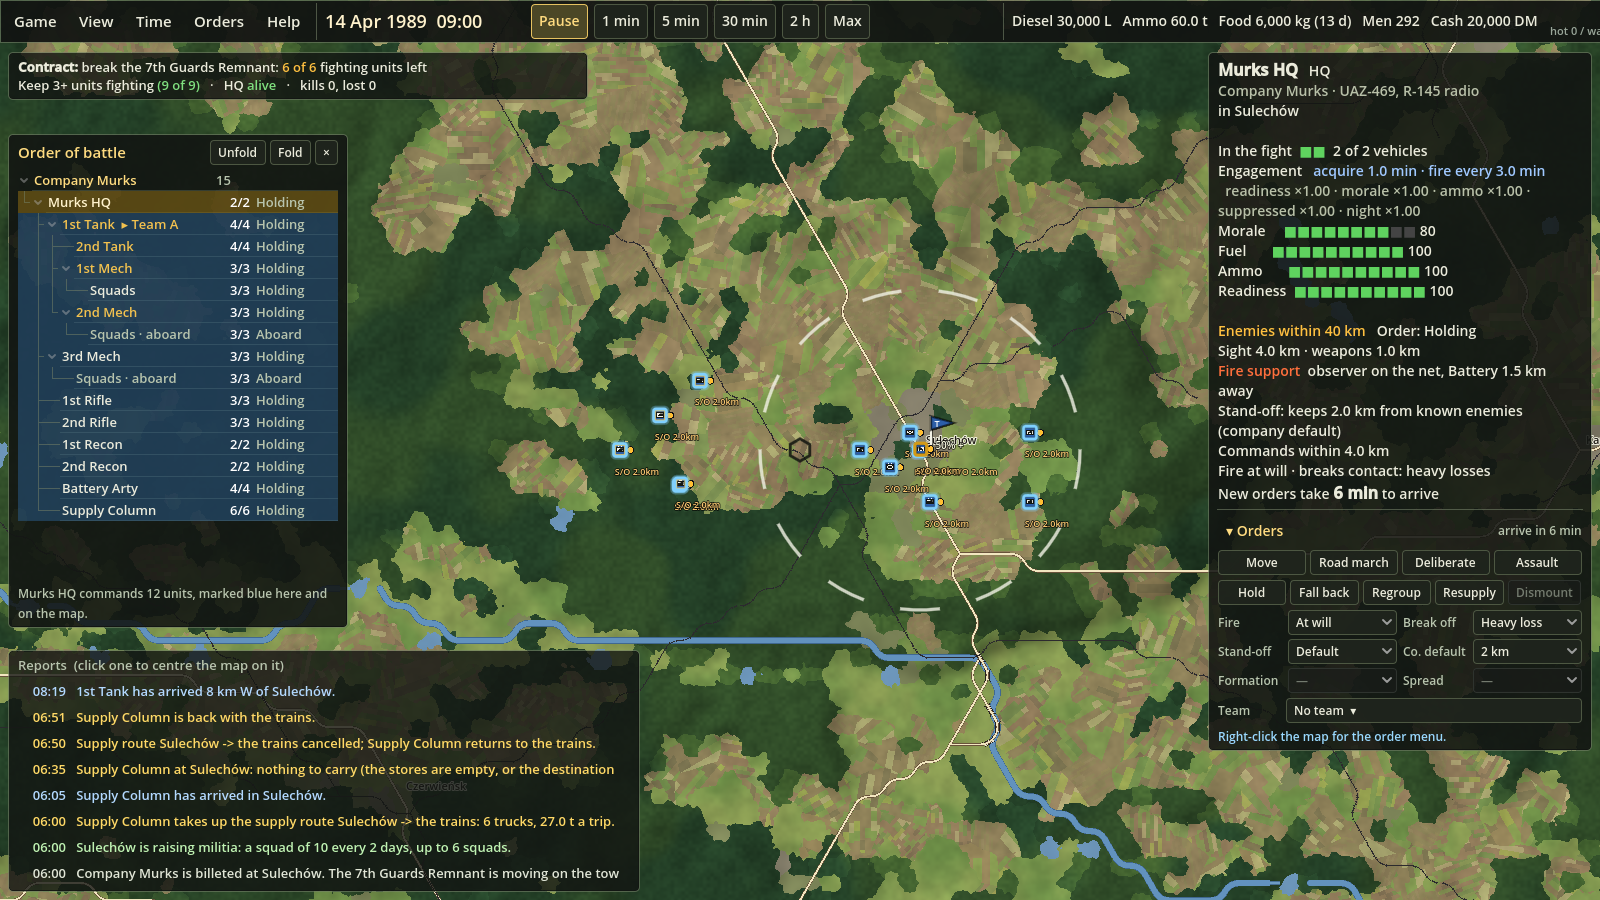 Game View Time Orders Help 14 Apr 1989 09:00 Pause 1 min 5 min 30 min 2 h Max Diesel 30,000 L Ammo 60.0 t Food 6,000 kg (13 d) Men 292 Cash 20,000 DM
hot 0 /
Contract: break the 7th Guards Remnant: 6 of 6 fighting units left
Keep 3+ units fighting (9 of 9) · HQ alive · kills 0, lost 0
Order of battle Unfold Fold ×
Company Murks 15
Murks HQ 2/2 Holding
1st Tank ▸ Team A 4/4 Holding
2nd Tank 4/4 Holding
1st Mech 3/3 Holding
Squads 3/3 Holding
2nd Mech 3/3 Holding
Squads · aboard 3/3 Aboard
3rd Mech 3/3 Holding
Squads · aboard 3/3 Aboard
1st Rifle 3/3 Holding
2nd Rifle 3/3 Holding
1st Recon 2/2 Holding
2nd Recon 2/2 Holding
Battery Arty 4/4 Holding
Supply Column 6/6 Holding
Murks HQ commands 12 units, marked blue here and
on the map.
S/O 2.0km
S/O 2.0km
S/O 2.0km
S/O 2.0km
T
Sulechów
S/O 2.0km
S/O 2.0km
S/O 2.0km
S/O 2.0km
S/O 2.0km
Reports (click one to centre the map on it)
08:19 1st Tank has arrived 8 km W of Sulechów.
06:51 Supply Column is back with the trains.
06:50 Supply route Sulechów -> the trains cancelled; Supply Column returns to the trains.
06:35 Supply Column at Sulechów: nothing to carry (the stores are empty, or the destination
06:05 Supply Column has arrived in Sulechów.
06:00 Supply Column takes up the supply route Sulechów -> the trains: 6 trucks, 27.0 t a trip.
06:00 Sulechów is raising militia: a squad of 10 every 2 days, up to 6 squads.
06:00 Company Murks is billeted at Sulechów. The 7th Guards Remnant is moving on the tow
Czerwieńsk
Murks HQ HQ
Company Murks · UAZ-469, R-145 radio
in Sulechów
In the fight 2 of 2 vehicles
Engagement acquire 1.0 min · fire every 3.0 min
readiness ×1.00 · morale ×1.00 · ammo ×1.00 ·
suppressed ×1.00 · night ×1.00
Morale 80
Fuel 100
Ammo 100
Readiness 100
Enemies within 40 km Order: Holding
Sight 4.0 km · weapons 1.0 km
Fire support observer on the net, Battery 1.5 km
away
Stand-off: keeps 2.0 km from known enemies
(company default)
Commands within 4.0 km
Fire at will · breaks contact: heavy losses
New orders take 6 min to arrive
▾ Orders arrive in 6 min
Move Road march Deliberate Assault
Hold Fall back Regroup Resupply Dismount
Fire At will Break off Heavy loss
Stand-off Default Co. default 2 km
Formation — Spread —
Team No team ▾
Right-click the map for the order menu.